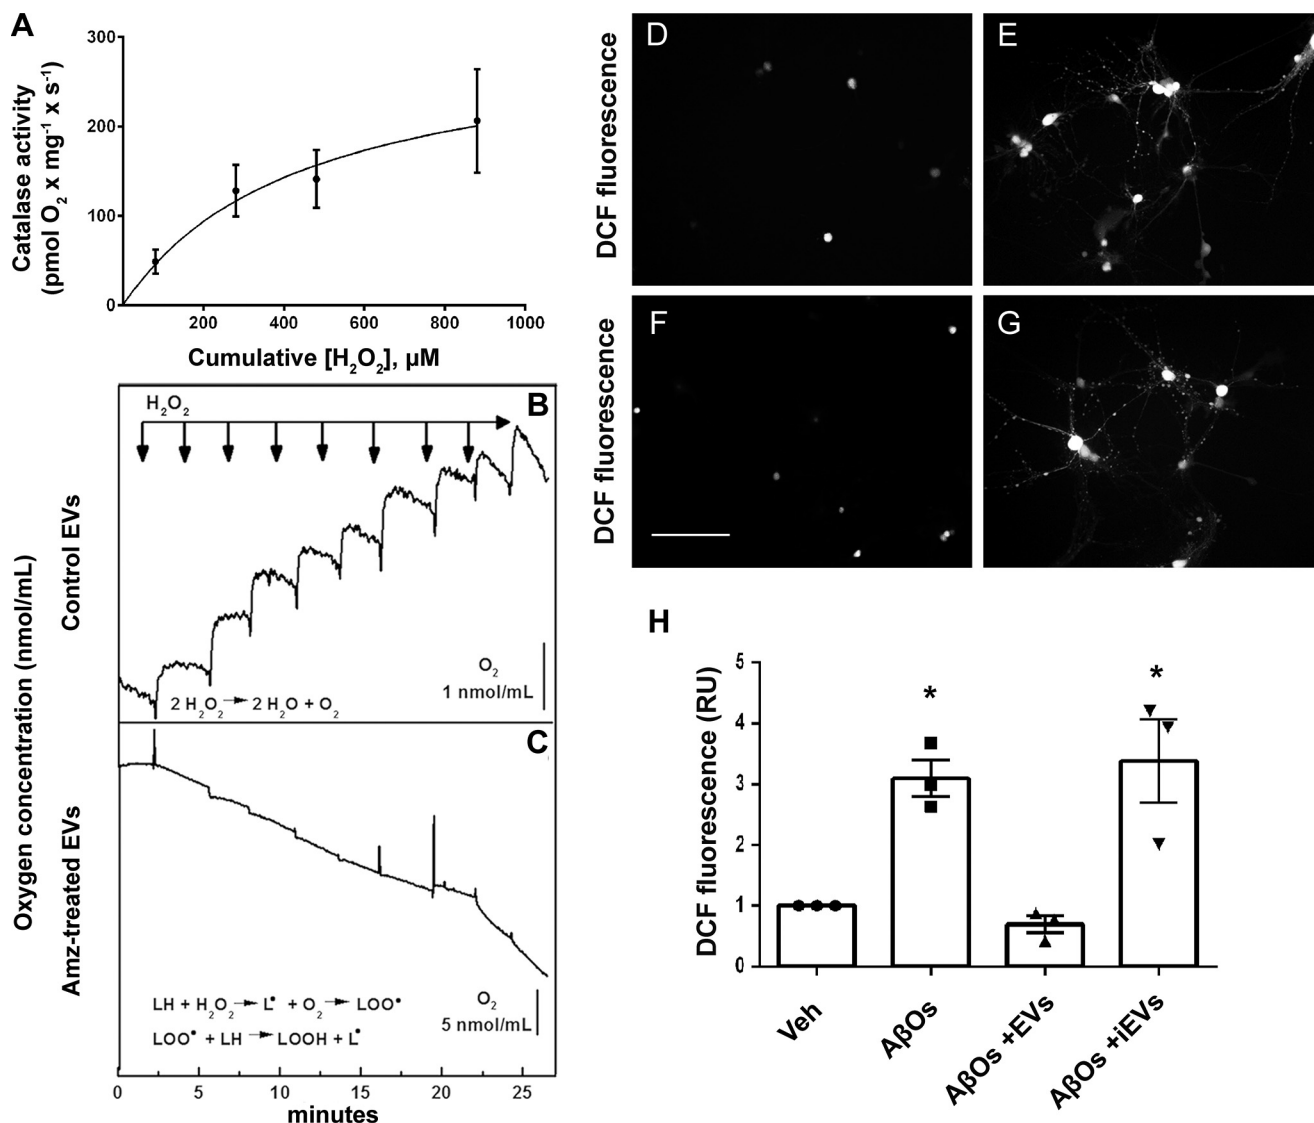 A
Catalase activity
(pmol O₂ x mg⁻¹ x s⁻¹)
300
200
100
0
200 400 600 800 1000
Cumulative [H₂O₂], µM
Oxygen concentration (nmol/mL)
Control EVs
B
H₂O₂
O₂
1 nmol/mL
2 H₂O₂ → 2 H₂O + O₂
Amz-treated EVs
C
LH + H₂O₂ → L• + O₂ → LOO•
LOO• + LH → LOOH + L•
O₂
5 nmol/mL
0 5 10 15 20 25
minutes
DCF fluorescence
D
E
DCF fluorescence
F
G
H
DCF fluorescence (RU)
5
4
3
2
1
0
*
*
Veh
AβOs
AβOs +EVs
AβOs +iEVs